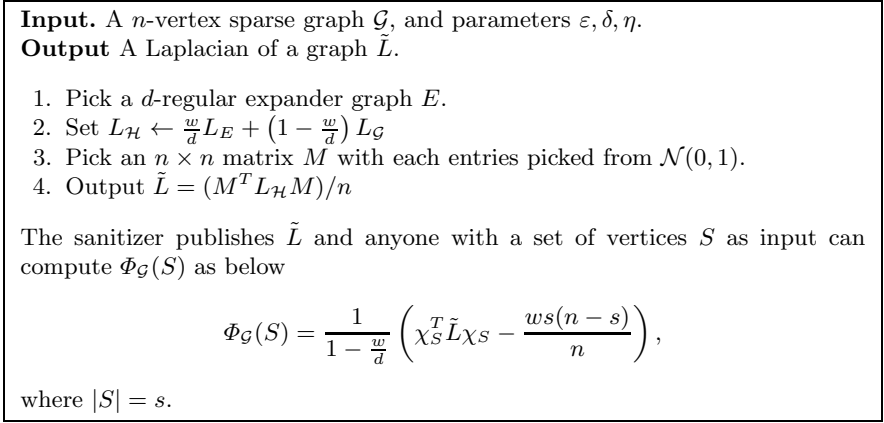 Input. A n-vertex sparse graph 𝒢, and parameters ε, δ, η.
Output A Laplacian of a graph L̃.
1. Pick a d-regular expander graph E.
2. Set L_ℋ ← w/d L_E + (1 − w/d) L_𝒢
3. Pick an n × n matrix M with each entries picked from 𝒩(0, 1).
4. Output L̃ = (M^T L_ℋ M)/n
The sanitizer publishes L̃ and anyone with a set of vertices S as input can
compute Φ_𝒢(S) as below
Φ_𝒢(S) = 1/(1 − w/d) (χ_S^T L̃ χ_S − ws(n − s)/n),
where |S| = s.